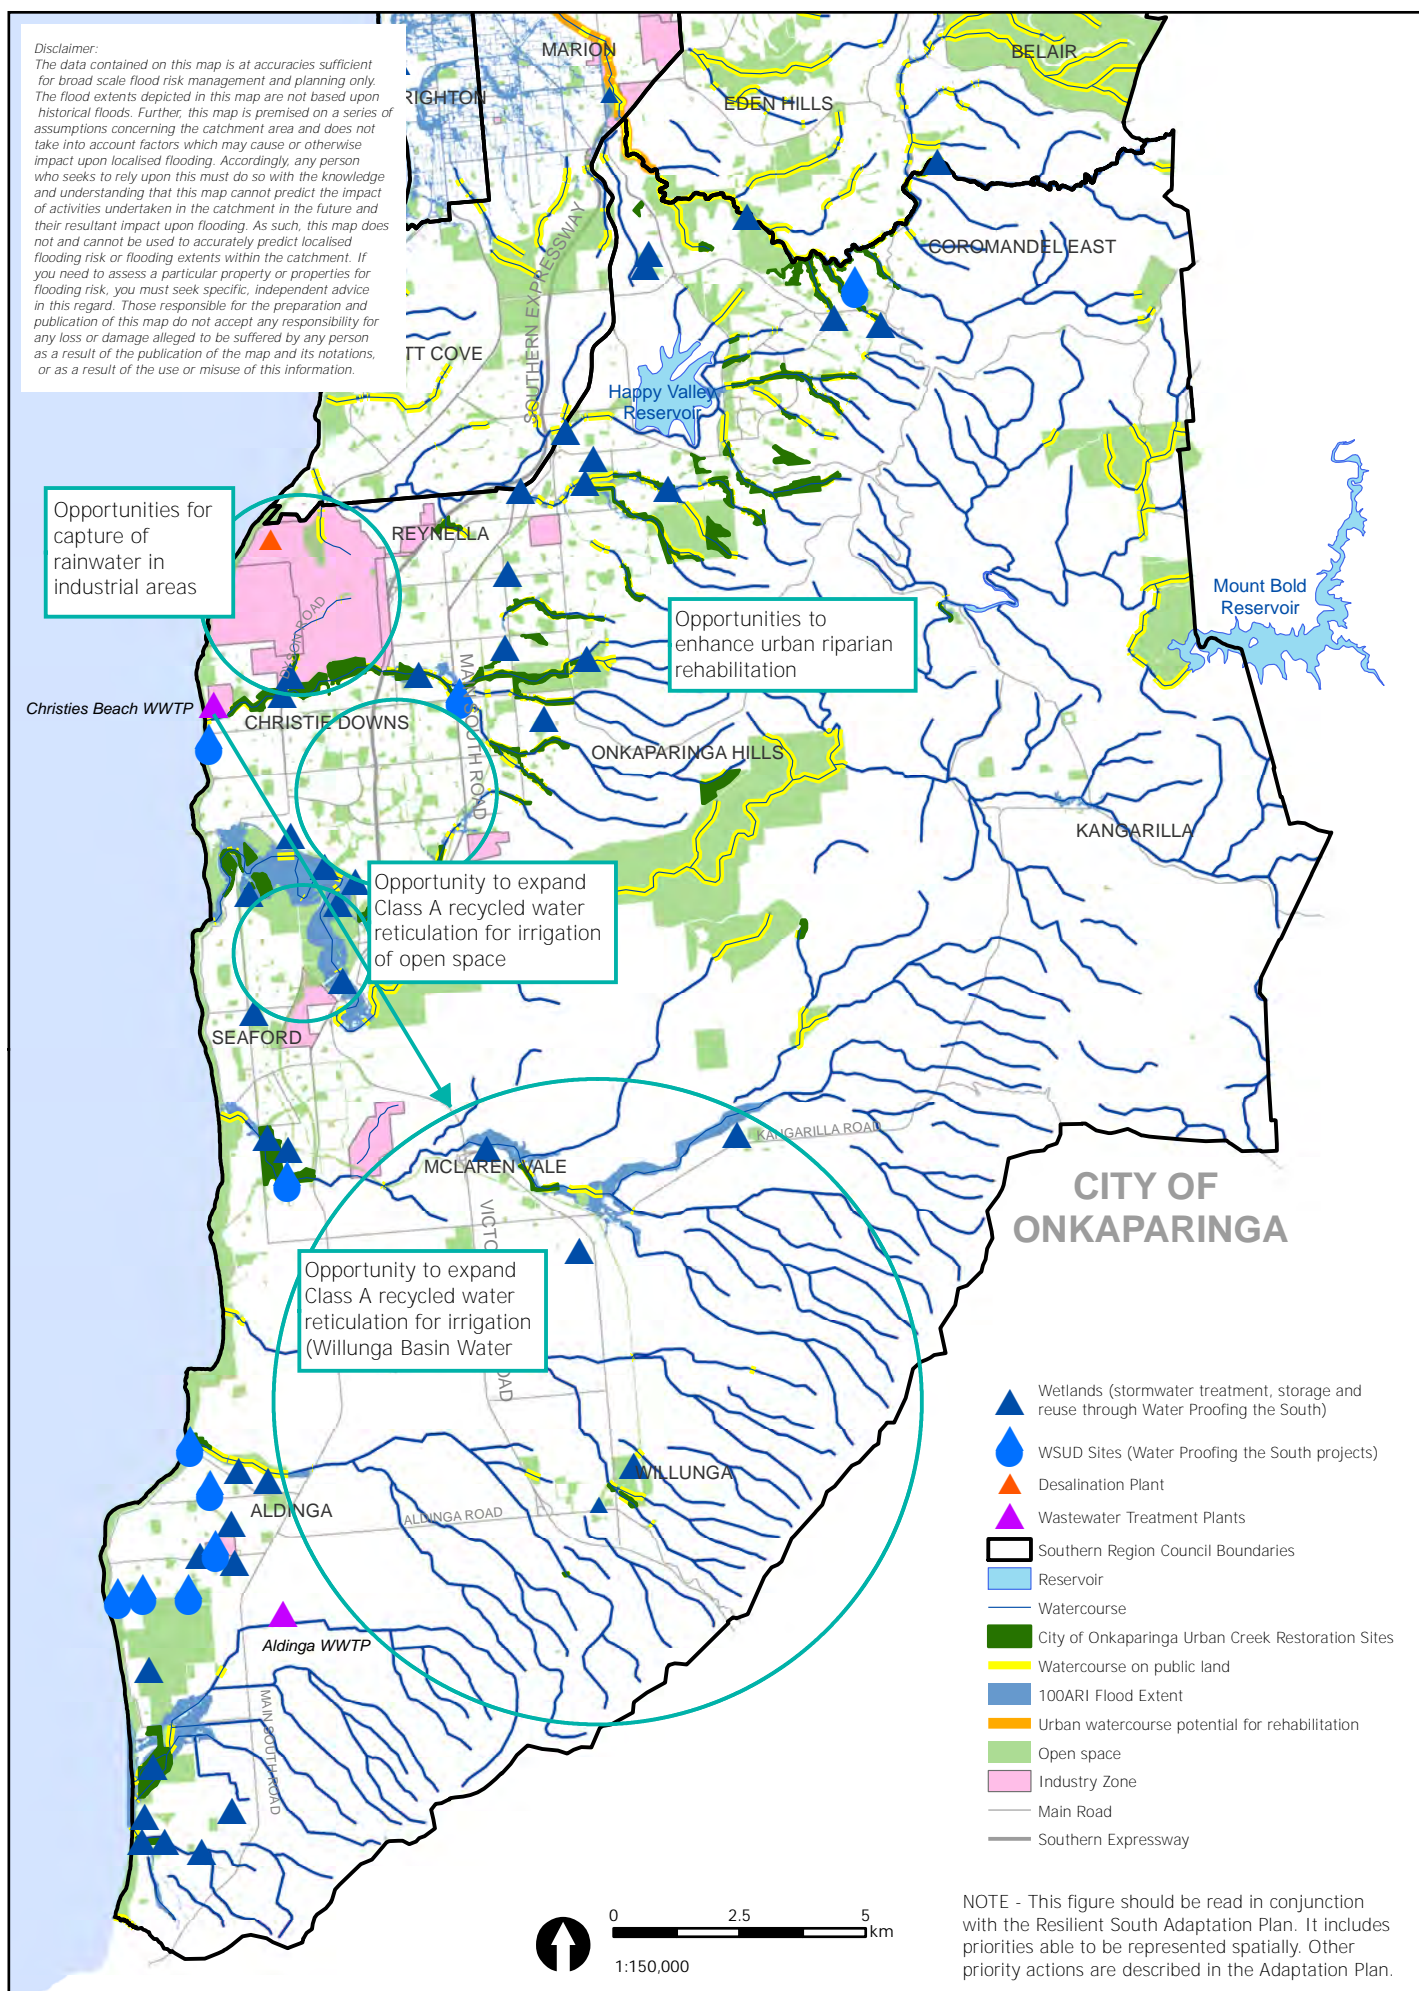 Disclaimer:
The data contained on this map is at accuracies sufficient
for broad scale flood risk management and planning only.
The flood extents depicted in this map are not based upon
historical floods. Further, this map is premised on a series of
assumptions concerning the catchment area and does not
take into account factors which may cause or otherwise
impact upon localised flooding. Accordingly, any person
who seeks to rely upon this must do so with the knowledge
and understanding that this map cannot predict the impact
of activities undertaken in the catchment in the future and
their resultant impact upon flooding. As such, this map does
not and cannot be used to accurately predict localised
flooding risk or flooding extents within the catchment. If
you need to assess a particular property or properties for
flooding risk, you must seek specific, independent advice
in this regard. Those responsible for the preparation and
publication of this map do not accept any responsibility for
any loss or damage alleged to be suffered by any person
as a result of the publication of the map and its notations,
or as a result of the use or misuse of this information.
MARION
BELAIR
RIGHTON
EDEN HILLS
SOUTHERN EXPRESSWAY
COROMANDEL EAST
TT COVE
Happy Valley
Reservoir
Opportunities for
capture of
rainwater in
industrial areas
REYNELLA
DYSON ROAD
Opportunities to
enhance urban riparian
rehabilitation
Mount Bold
Reservoir
Christies Beach WWTP
CHRISTIE DOWNS
MAIN SOUTH ROAD
ONKAPARINGA HILLS
KANGARILLA
Opportunity to expand
Class A recycled water
reticulation for irrigation
of open space
SEAFORD
KANGARILLA ROAD
MCLAREN VALE
CITY OF
ONKAPARINGA
VICTO
OAD
Opportunity to expand
Class A recycled water
reticulation for irrigation
(Willunga Basin Water
WILLUNGA
ALDINGA
ALDINGA ROAD
Aldinga WWTP
MAIN SOUTH ROAD
Wetlands (stormwater treatment, storage and
reuse through Water Proofing the South)
WSUD Sites (Water Proofing the South projects)
Desalination Plant
Wastewater Treatment Plants
Southern Region Council Boundaries
Reservoir
Watercourse
City of Onkaparinga Urban Creek Restoration Sites
Watercourse on public land
100ARI Flood Extent
Urban watercourse potential for rehabilitation
Open space
Industry Zone
Main Road
Southern Expressway
0 2.5 5
km
1:150,000
NOTE - This figure should be read in conjunction
with the Resilient South Adaptation Plan. It includes
priorities able to be represented spatially. Other
priority actions are described in the Adaptation Plan.